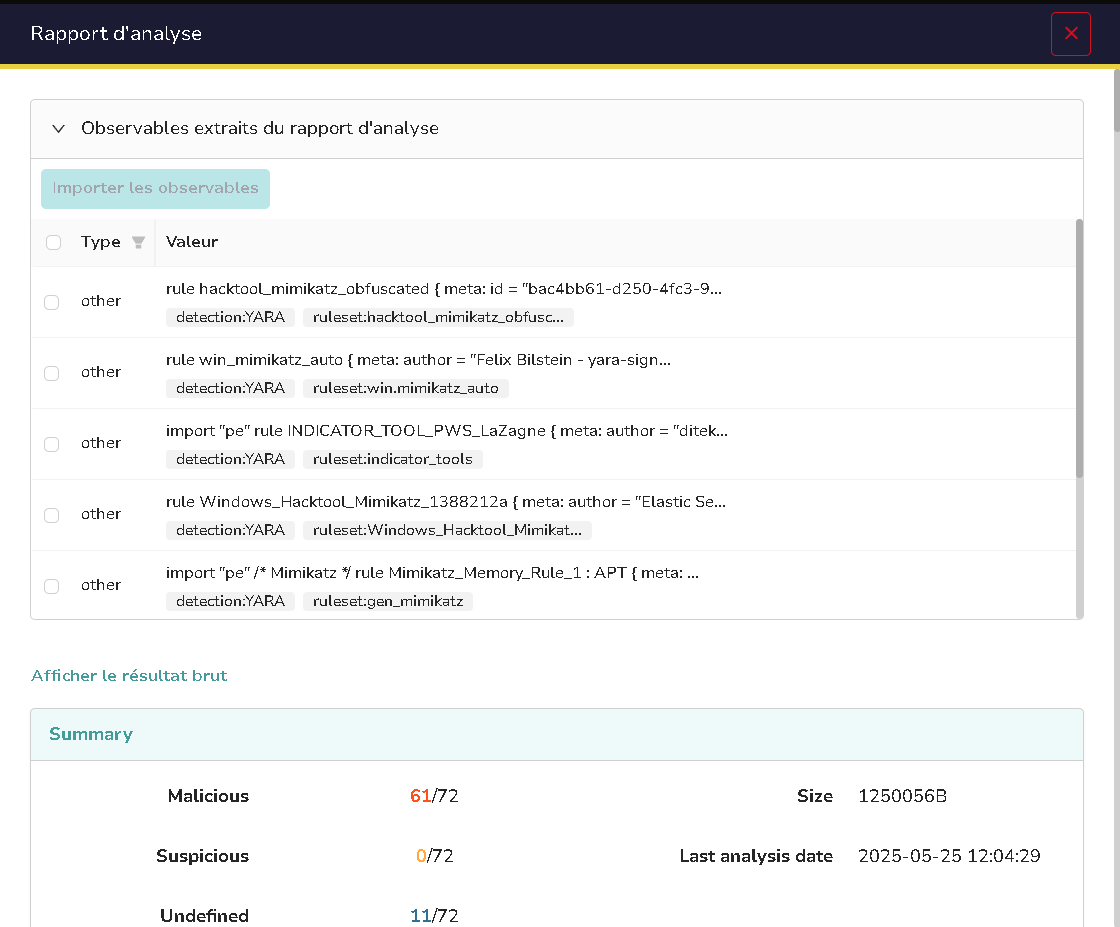 Rapport d'analyse
Observables extraits du rapport d'analyse
Importer les observables
Type Valeur
other
rule hacktool_mimikatz_obfuscated { meta: id = "bac4bb61-d250-4fc3-9...
detection:YARA ruleset:hacktool_mimikatz_obfusc...
other
rule win_mimikatz_auto { meta: author = "Felix Bilstein - yara-sign...
detection:YARA ruleset:win.mimikatz_auto
other
import "pe" rule INDICATOR_TOOL_PWS_LaZagne { meta: author = "ditek...
detection:YARA ruleset:indicator_tools
other
rule Windows_Hacktool_Mimikatz_1388212a { meta: author = "Elastic Se...
detection:YARA ruleset:Windows_Hacktool_Mimikat...
other
import "pe" /* Mimikatz */ rule Mimikatz_Memory_Rule_1 : APT { meta: ...
detection:YARA ruleset:gen_mimikatz
Afficher le résultat brut
Summary
Malicious 61/72 Size 1250056B
Suspicious 0/72 Last analysis date 2025-05-25 12:04:29
Undefined 11/72